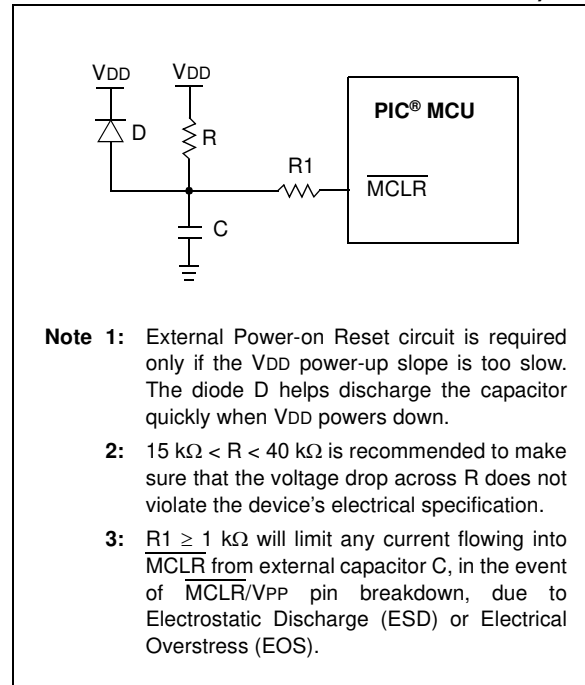 VDD VDD
PIC® MCU
D
R
R1
MCLR
C
Note 1: External Power-on Reset circuit is required
only if the VDD power-up slope is too slow.
The diode D helps discharge the capacitor
quickly when VDD powers down.
2: 15 kΩ < R < 40 kΩ is recommended to make
sure that the voltage drop across R does not
violate the device's electrical specification.
3: R1 ≥ 1 kΩ will limit any current flowing into
MCLR from external capacitor C, in the event
of MCLR/VPP pin breakdown, due to
Electrostatic Discharge (ESD) or Electrical
Overstress (EOS).